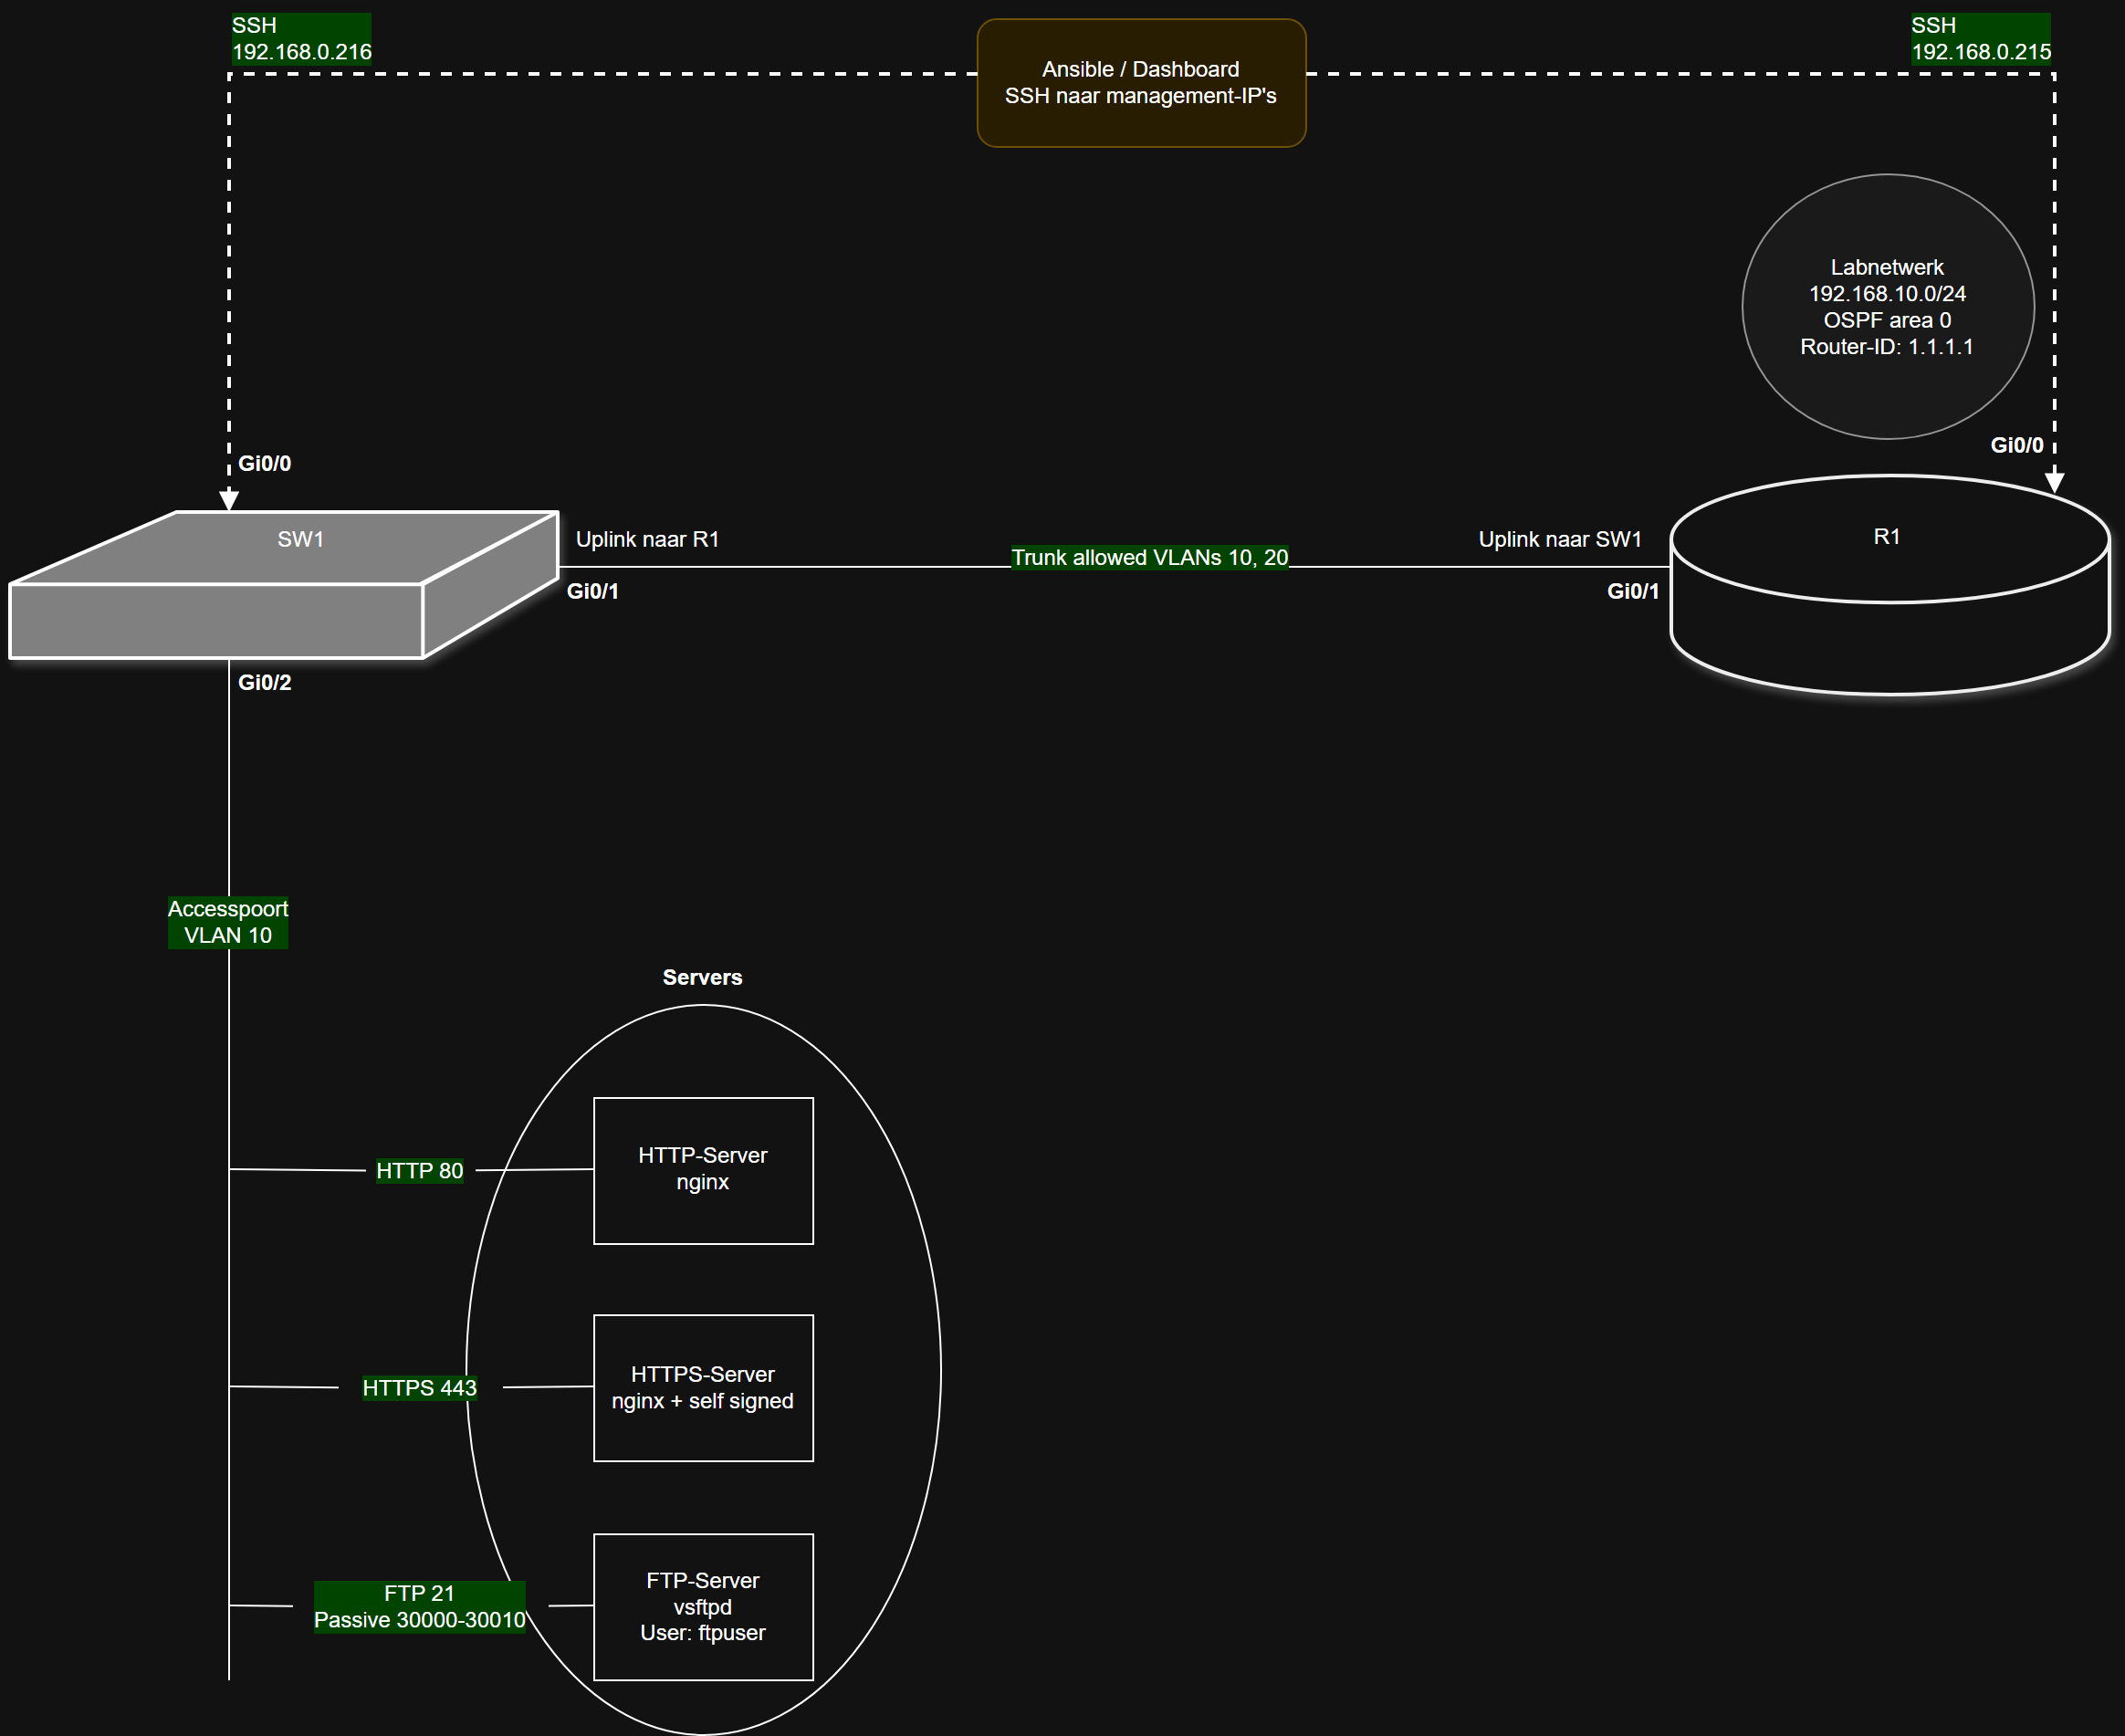 SSH
192.168.0.216
Ansible / Dashboard
SSH naar management-IP's
SSH
192.168.0.215
Labnetwerk
192.168.10.0/24
OSPF area 0
Router-ID: 1.1.1.1
Gi0/0
Gi0/0
SW1
Uplink naar R1
Gi0/1
Trunk allowed VLANs 10, 20
Uplink naar SW1
Gi0/1
R1
Gi0/2
Accesspoort
VLAN 10
Servers
HTTP 80
HTTP-Server
nginx
HTTPS 443
HTTPS-Server
nginx + self signed
FTP 21
Passive 30000-30010
FTP-Server
vsftpd
User: ftpuser